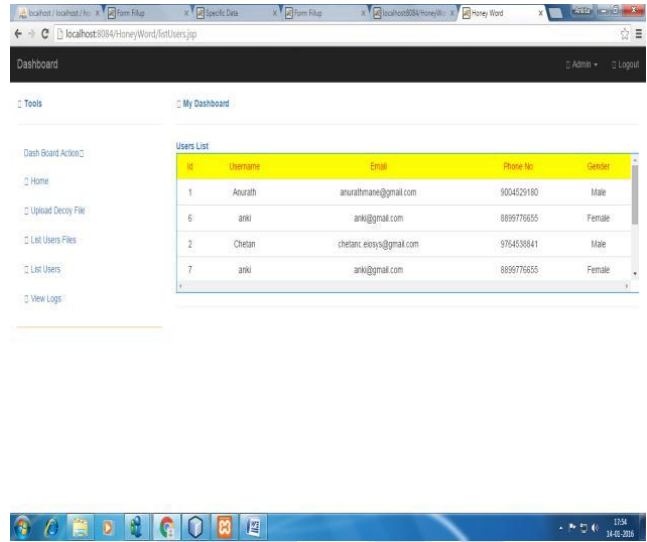 localhost / localhost / ho
Form Fillup
Specific Data
Form Fillup
localhost:8084/HoneyWo
Honey Word
localhost:8084/HoneyWord/listUsers.jsp
Dashboard
Admin
Logout
Tools
My Dashboard
Dash Board Action
Home
Upload Decoy File
List Users Files
List Users
View Logs
Users List
Id Username Email Phone No Gender
1 Anurath anurathmane@gmail.com 9004529180 Male
6 anki anki@gmail.com 8899776655 Female
2 Chetan chetanc.eiosys@gmail.com 9764538841 Male
7 anki anki@gmail.com 8899776655 Female
17:54
14-01-2016